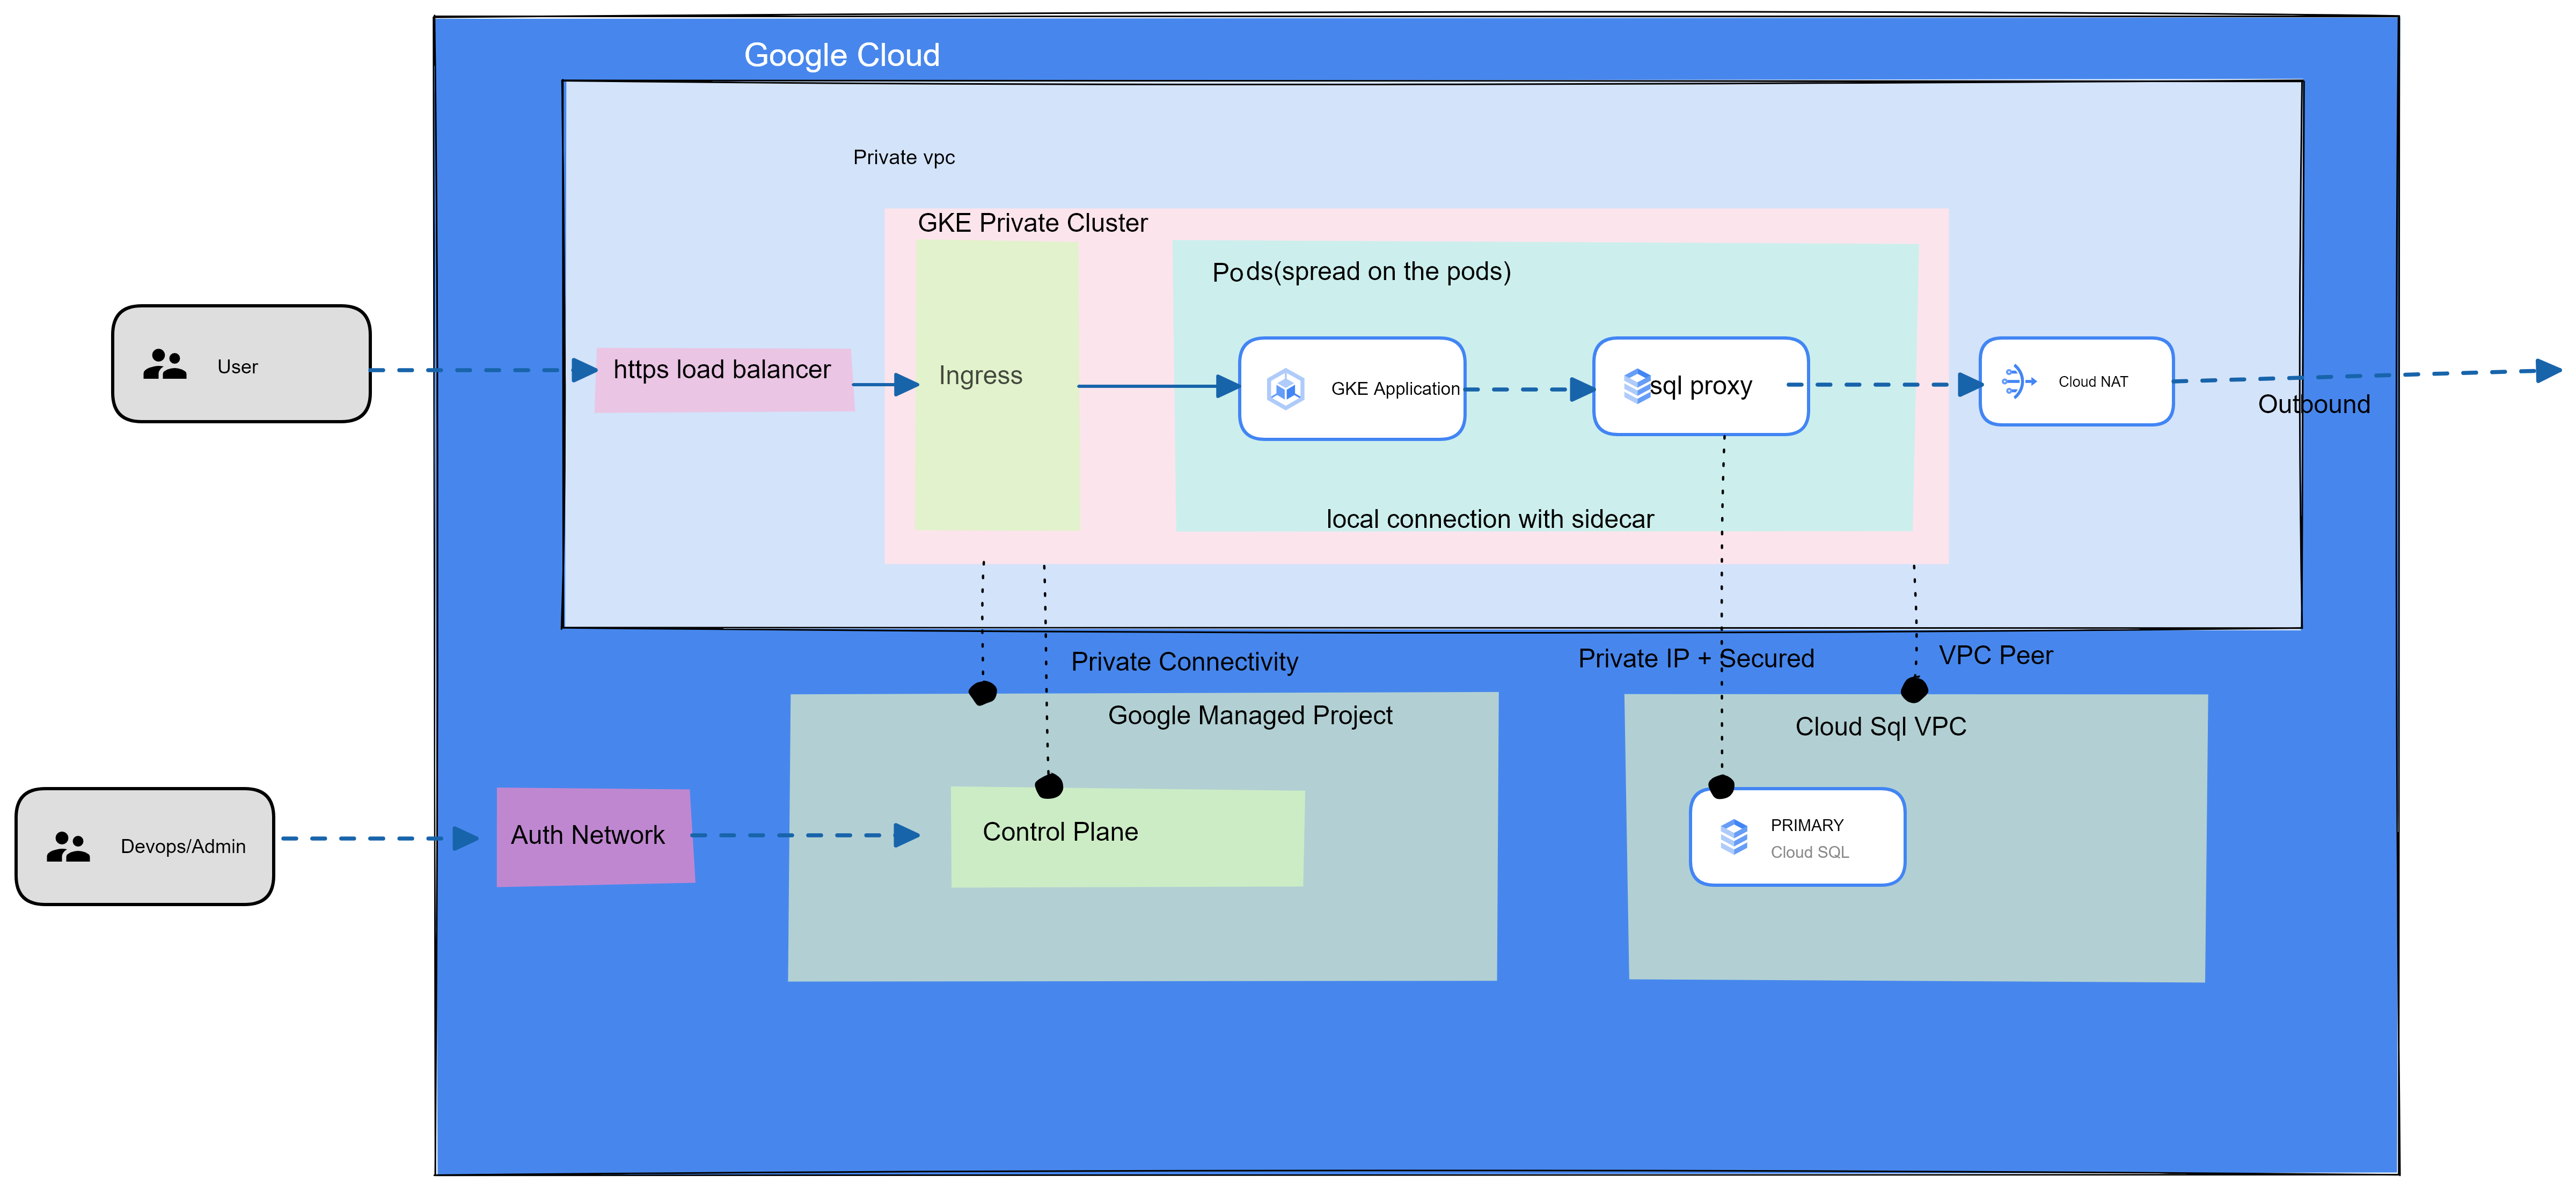 Google Cloud
Private vpc
GKE Private Cluster
Pods(spread on the pods)
User
https load balancer
Ingress
GKE Application
sql proxy
Cloud NAT
Outbound
local connection with sidecar
Private Connectivity
Private IP + Secured
VPC Peer
Google Managed Project
Cloud Sql VPC
Devops/Admin
Auth Network
Control Plane
PRIMARY
Cloud SQL